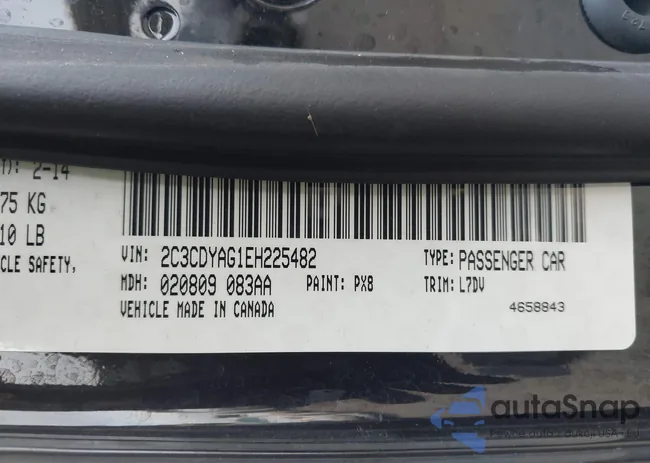 2-14
75 KG
10 LB
CLE SAFETY,
VIN: 2C3CDYAG1EH225482 TYPE: PASSENGER CAR
MDH: 020809 083AA PAINT: PX8 TRIM: L7DV
VEHICLE MADE IN CANADA 4658843
autoSnap